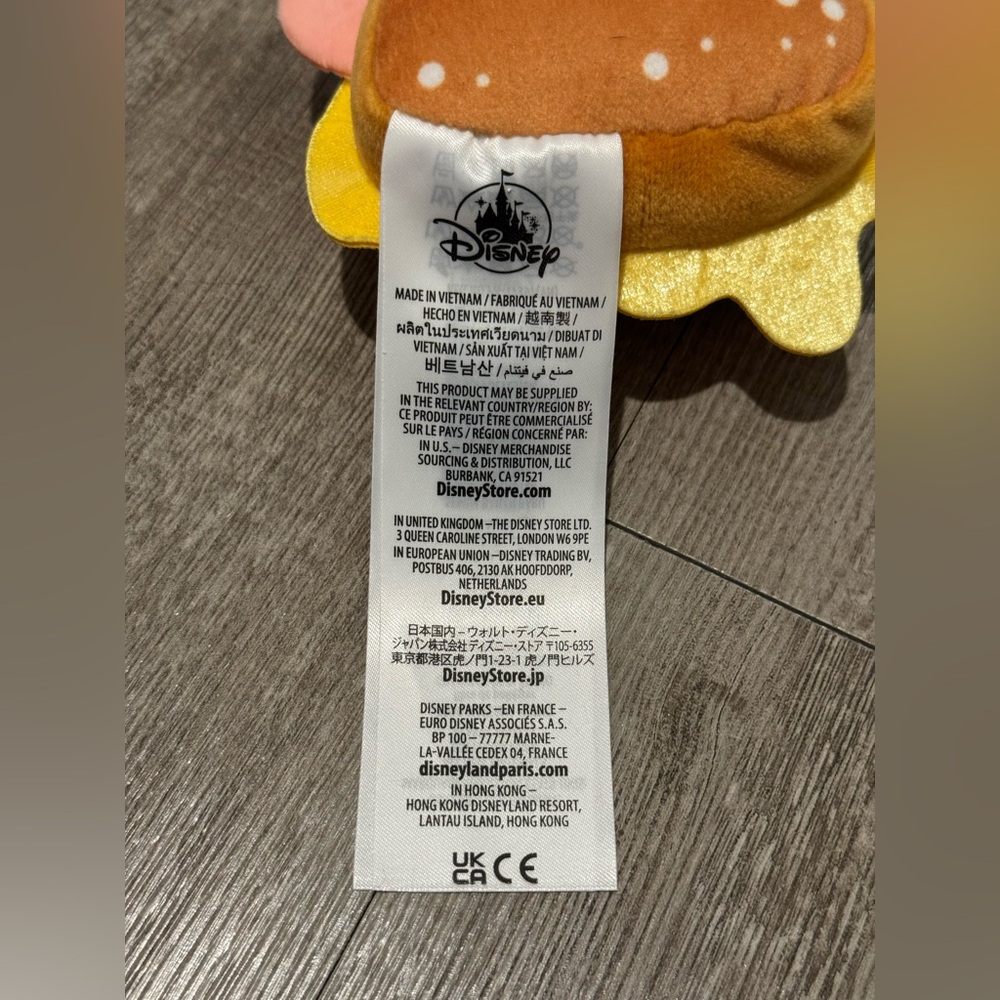 Disney
MADE IN VIETNAM / FABRIQUÉ AU VIETNAM /
HECHO EN VIETNAM / 越南製 /
ผลิตในประเทศเวียดนาม / DIBUAT DI
VIETNAM / SẢN XUẤT TẠI VIỆT NAM /
베트남산 / صنع في فيتنام
THIS PRODUCT MAY BE SUPPLIED
IN THE RELEVANT COUNTRY/REGION BY:
CE PRODUIT PEUT ÊTRE COMMERCIALISÉ
SUR LE PAYS / RÉGION CONCERNÉ PAR:
IN U.S.– DISNEY MERCHANDISE
SOURCING & DISTRIBUTION, LLC
BURBANK, CA 91521
DisneyStore.com
IN UNITED KINGDOM –THE DISNEY STORE LTD.
3 QUEEN CAROLINE STREET, LONDON W6 9PE
IN EUROPEAN UNION –DISNEY TRADING BV,
POSTBUS 406, 2130 AK HOOFDDORP,
NETHERLANDS
DisneyStore.eu
日本国内 – ウォルト・ディズニー・
ジャパン株式会社 ディズニー・ストア 〒105-6355
東京都港区虎ノ門1-23-1 虎ノ門ヒルズ
DisneyStore.jp
DISNEY PARKS –EN FRANCE –
EURO DISNEY ASSOCIÉS S.A.S.
BP 100 – 77777 MARNE-
LA-VALLÉE CEDEX 04, FRANCE
disneylandparis.com
IN HONG KONG –
HONG KONG DISNEYLAND RESORT,
LANTAU ISLAND, HONG KONG
UK
CA CE